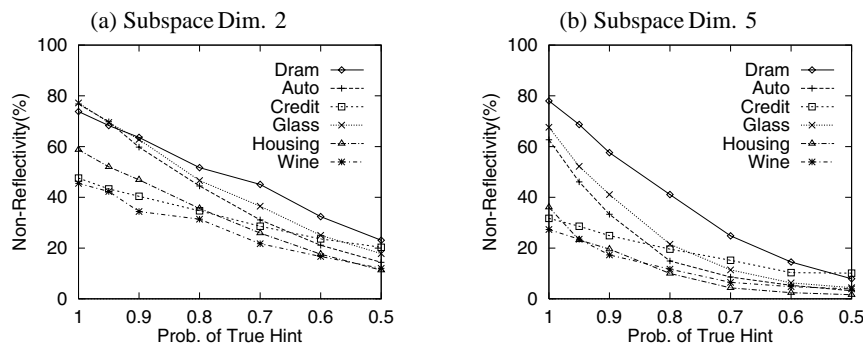 (a) Subspace Dim. 2
100
80
60
40
20
0
Non-Reflectivity(%)
Dram
Auto
Credit
Glass
Housing
Wine
1 0.9 0.8 0.7 0.6 0.5
Prob. of True Hint
(b) Subspace Dim. 5
100
80
60
40
20
0
Non-Reflectivity(%)
Dram
Auto
Credit
Glass
Housing
Wine
1 0.9 0.8 0.7 0.6 0.5
Prob. of True Hint